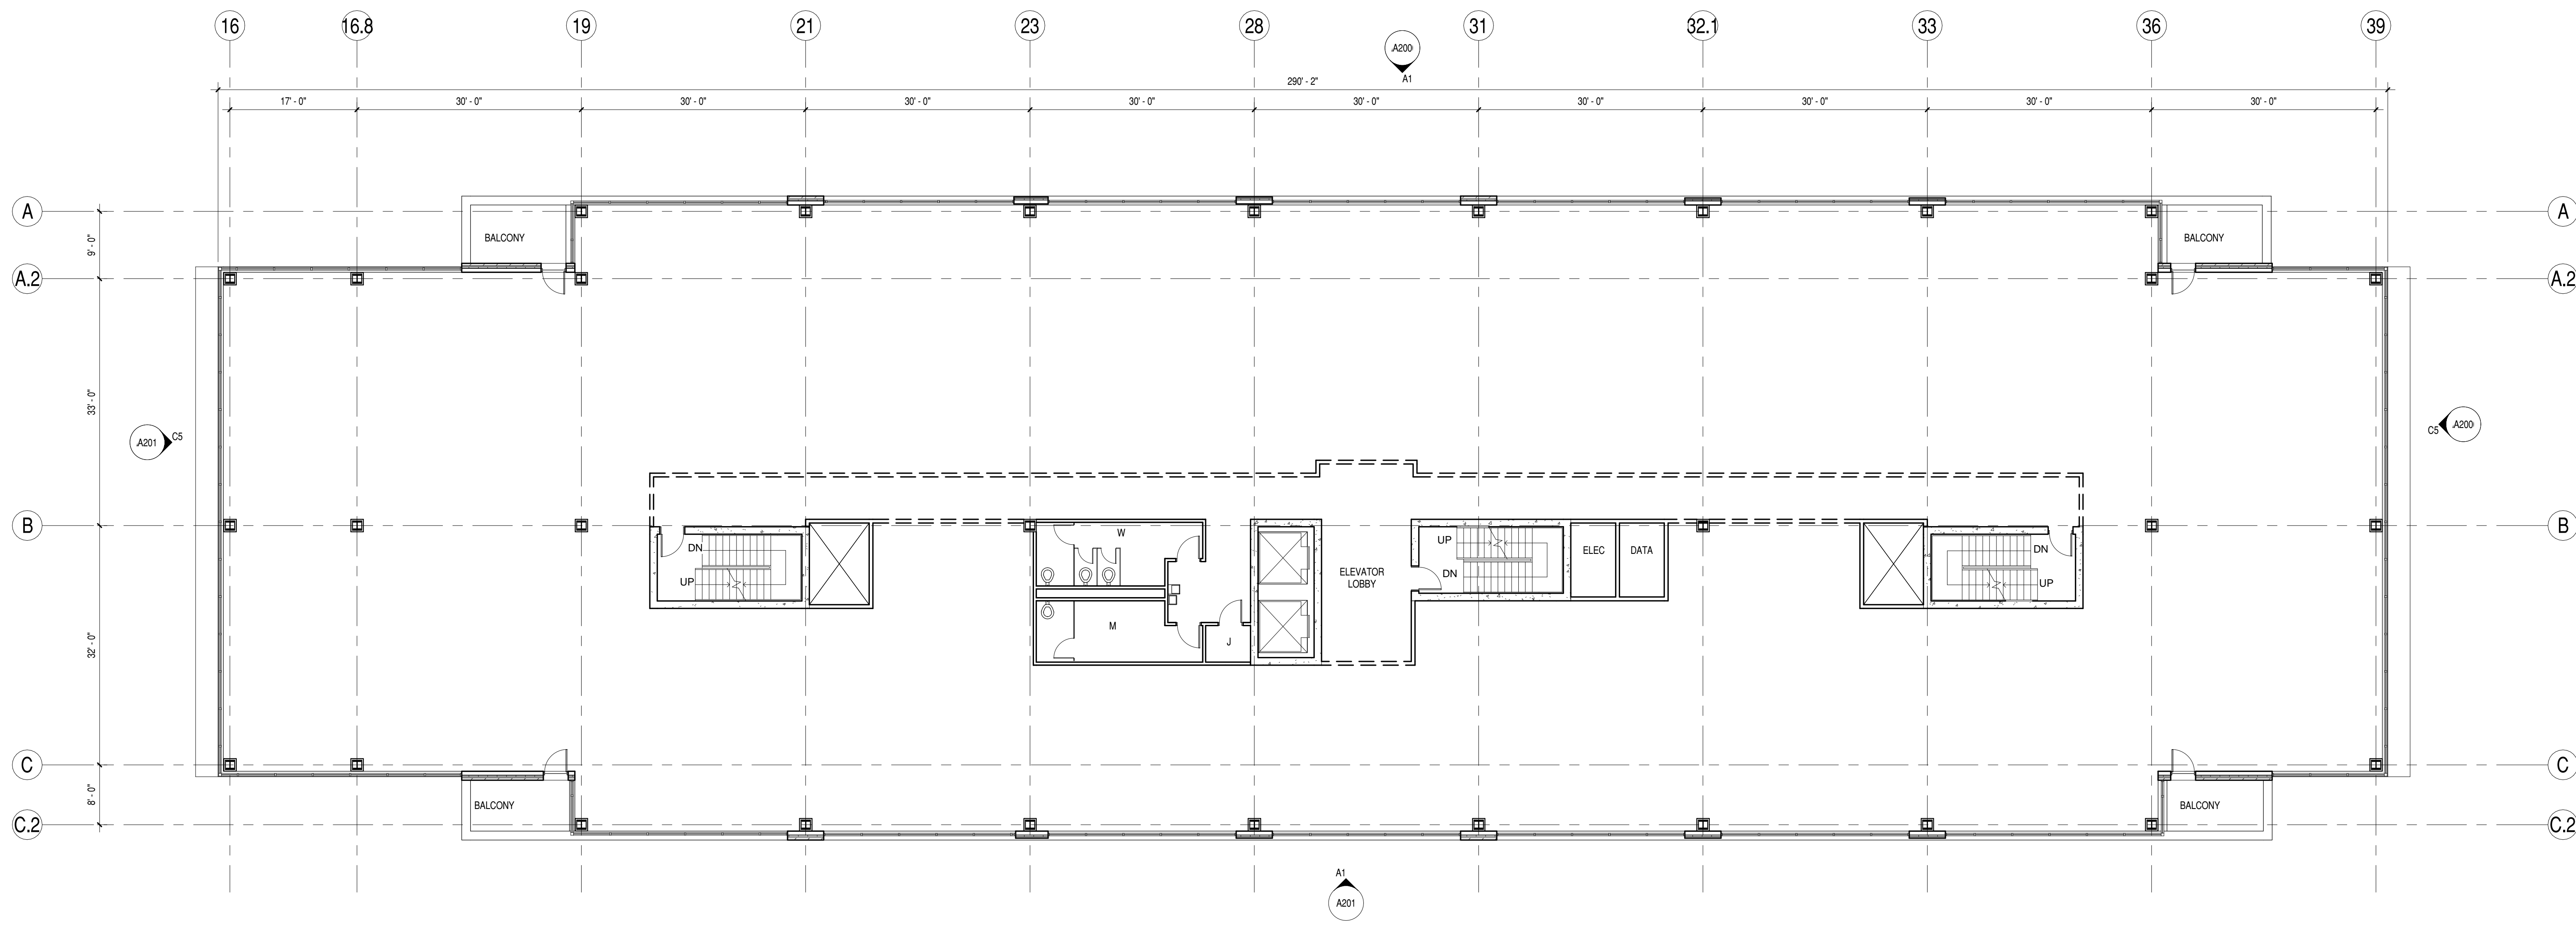 16 16.8 19 21 23 28 31 32.1 33 36 39
A200
A1
290' - 2"
17' - 0" 30' - 0" 30' - 0" 30' - 0" 30' - 0" 30' - 0" 30' - 0" 30' - 0" 30' - 0" 30' - 0"
A A
9' - 0"
BALCONY BALCONY
A.2 A.2
33' - 0"
A201 C5
C5 A200
B B
W
DN UP DN
UP DN UP
ELEC DATA
ELEVATOR
LOBBY
M
J
32' - 0"
C C
8' - 0"
BALCONY BALCONY
C.2 C.2
A1
A201